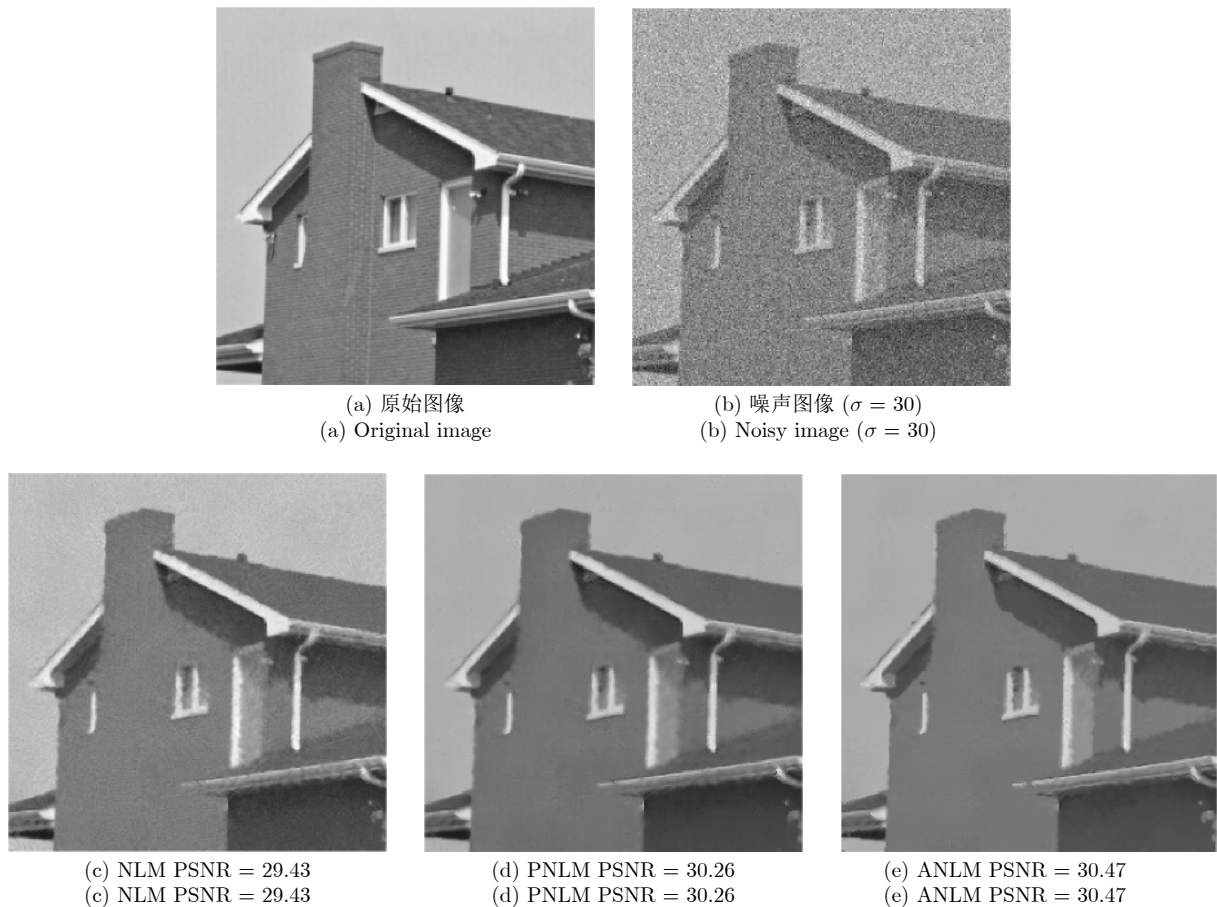 (a) 原始图像
(a) Original image
(b) 噪声图像 (σ = 30)
(b) Noisy image (σ = 30)
(c) NLM PSNR = 29.43
(c) NLM PSNR = 29.43
(d) PNLM PSNR = 30.26
(d) PNLM PSNR = 30.26
(e) ANLM PSNR = 30.47
(e) ANLM PSNR = 30.47